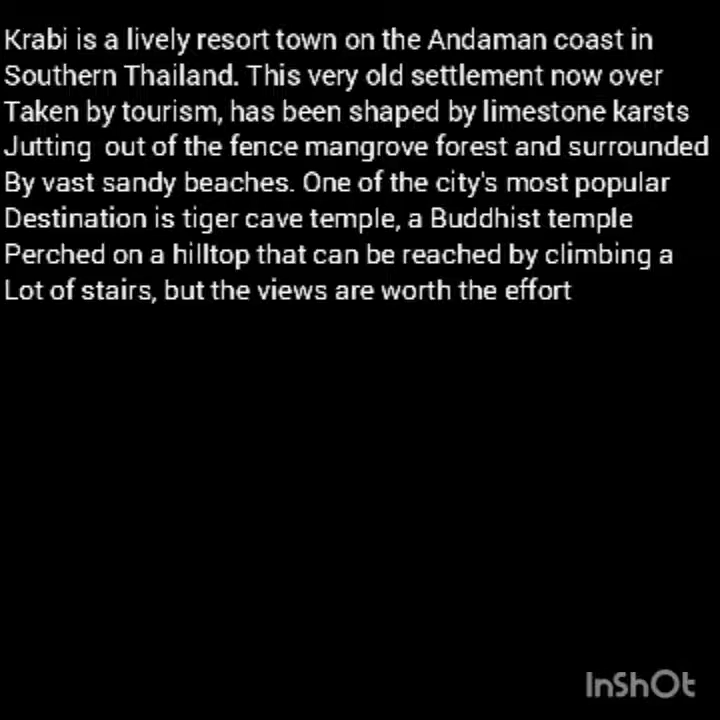 Krabi is a lively resort town on the Andaman coast in
Southern Thailand. This very old settlement now over
Taken by tourism, has been shaped by limestone karsts
Jutting  out of the fence mangrove forest and surrounded
By vast sandy beaches. One of the city's most popular
Destination is tiger cave temple, a Buddhist temple
Perched on a hilltop that can be reached by climbing a
Lot of stairs, but the views are worth the effort
InShOt